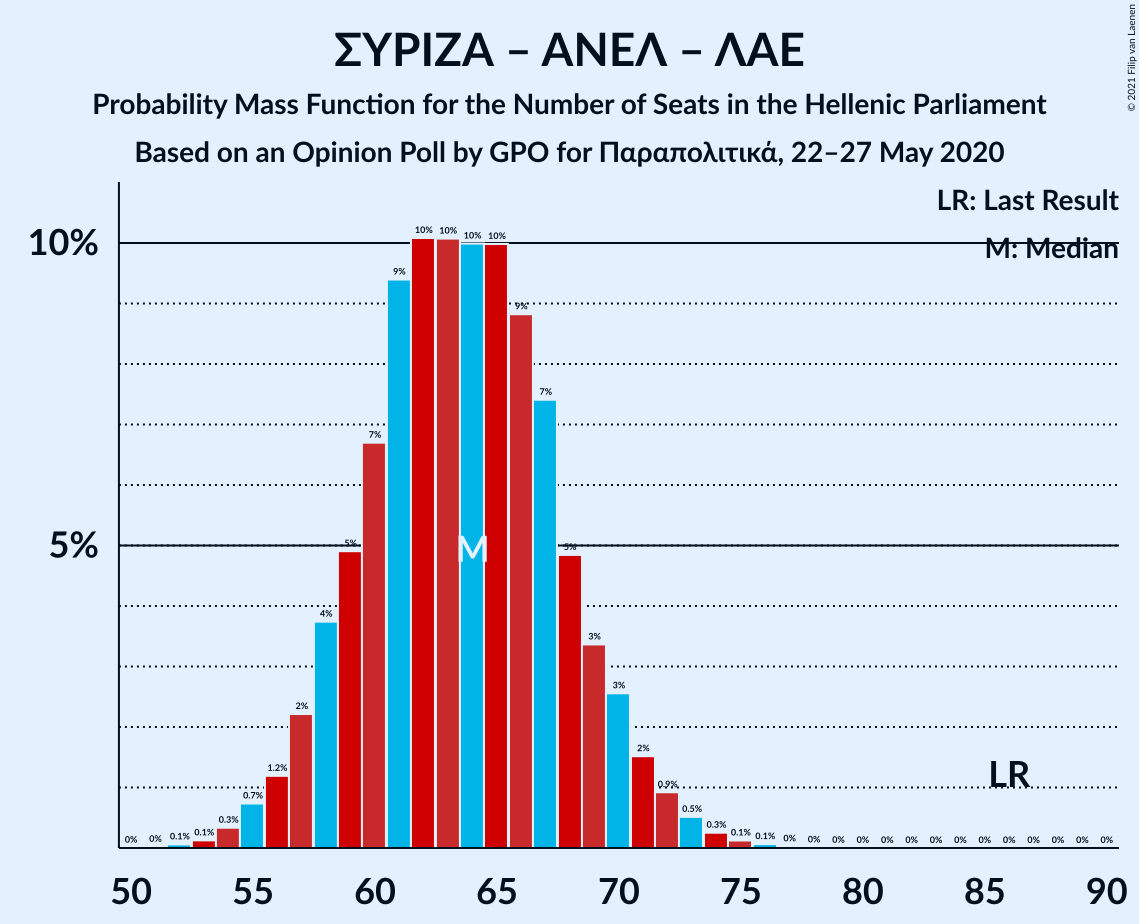 © 2021 Filip van Laenen
ΣΥΡΙΖΑ – ΑΝΕΛ – ΛΑΕ
Probability Mass Function for the Number of Seats in the Hellenic Parliament
Based on an Opinion Poll by GPO for Παραπολιτικά, 22–27 May 2020
LR: Last Result
M: Median
10%
5%
0% 0% 0.1% 0.1% 0.3% 0.7% 1.2% 2% 4% 5% 7% 9% 10% 10% 10% 10% 9% 7% 5% 3% 3% 2% 0.9% 0.5% 0.3% 0.1% 0.1% 0% 0% 0% 0% 0% 0% 0% 0% 0% 0% 0% 0% 0% 0%
M
LR
50 55 60 65 70 75 80 85 90